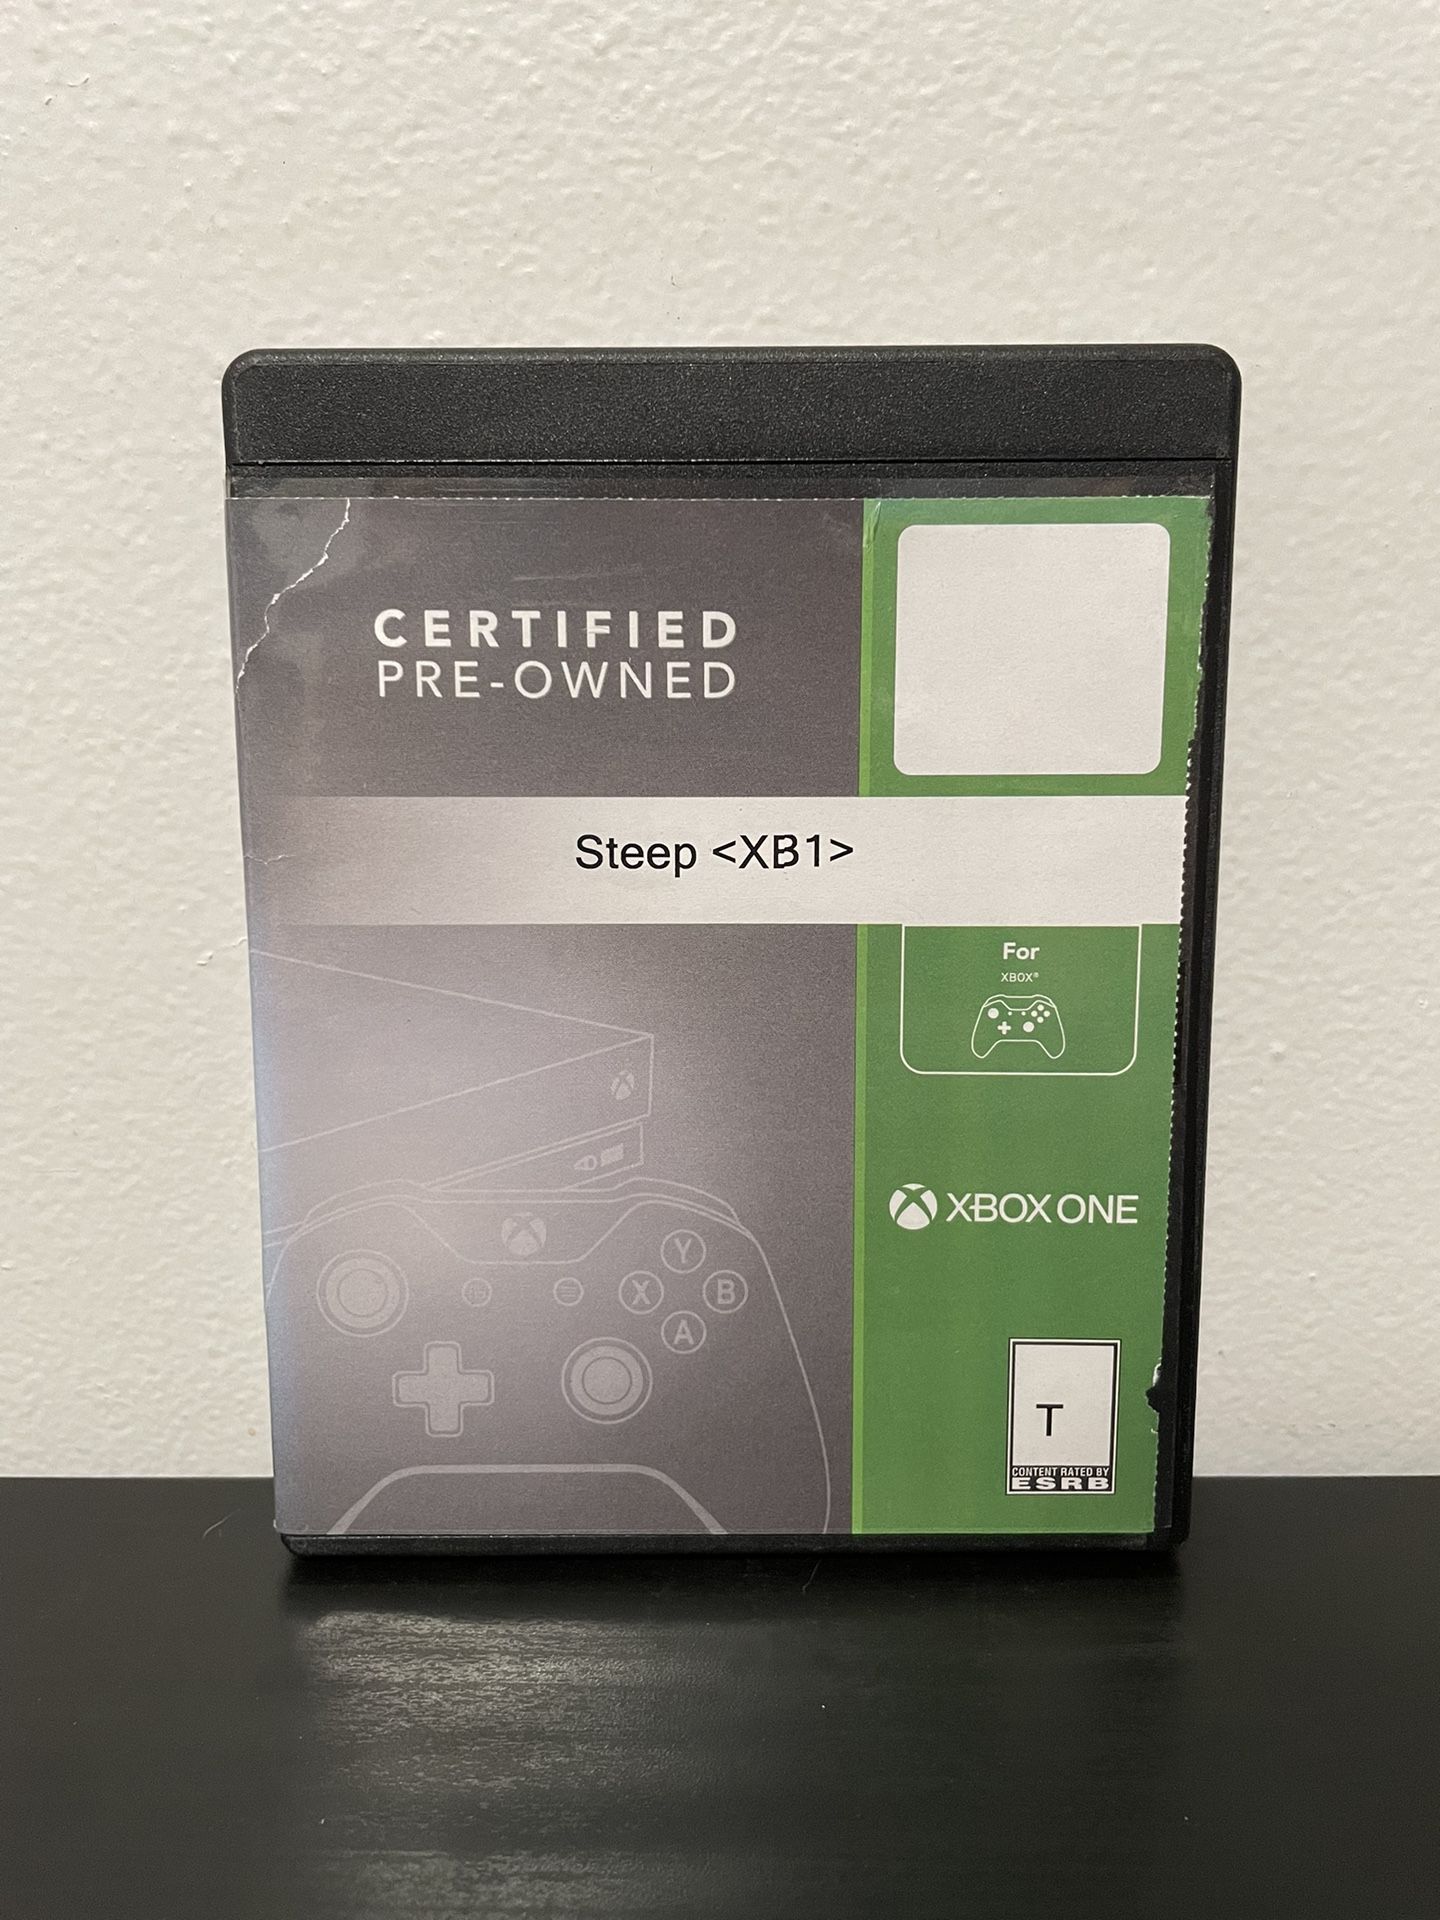 CERTIFIED
PRE-OWNED
Steep <XB1>
For
XBOX®
XBOX ONE
Y
X B
A
T
CONTENT RATED BY
ESRB